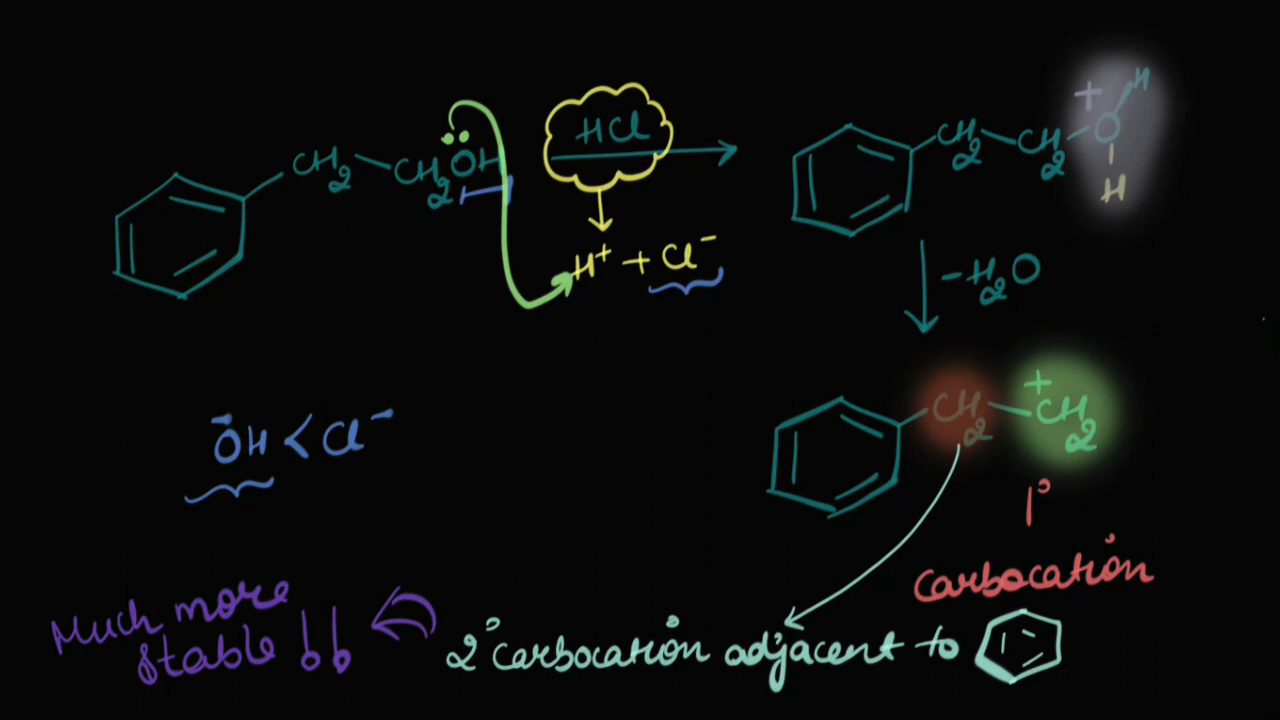 CH2 CH2OH
HCl
H+ + Cl-
CH2 CH2 O+ H
H
-H2O
CH2 +CH2
-OH < Cl-
1°
Carbocation
2° carbocation adjacent to
Much more
stable !!